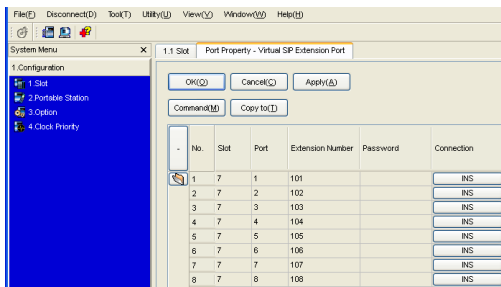 File(F) Disconnect(D) Tool(T) Utility(U) View(V) Window(W) Help(H)
System Menu X
1.1 Slot Port Property - Virtual SIP Extension Port
1.Configuration
1.Slot
2.Portable Station
3.Option
4.Clock Priority
OK(O) Cancel(C) Apply(A)
Command(M) Copy to(T)
- No. Slot Port Extension Number Password Connection
1 7 1 101 INS
2 7 2 102 INS
3 7 3 103 INS
4 7 4 104 INS
5 7 5 105 INS
6 7 6 106 INS
7 7 7 107 INS
8 7 8 108 INS